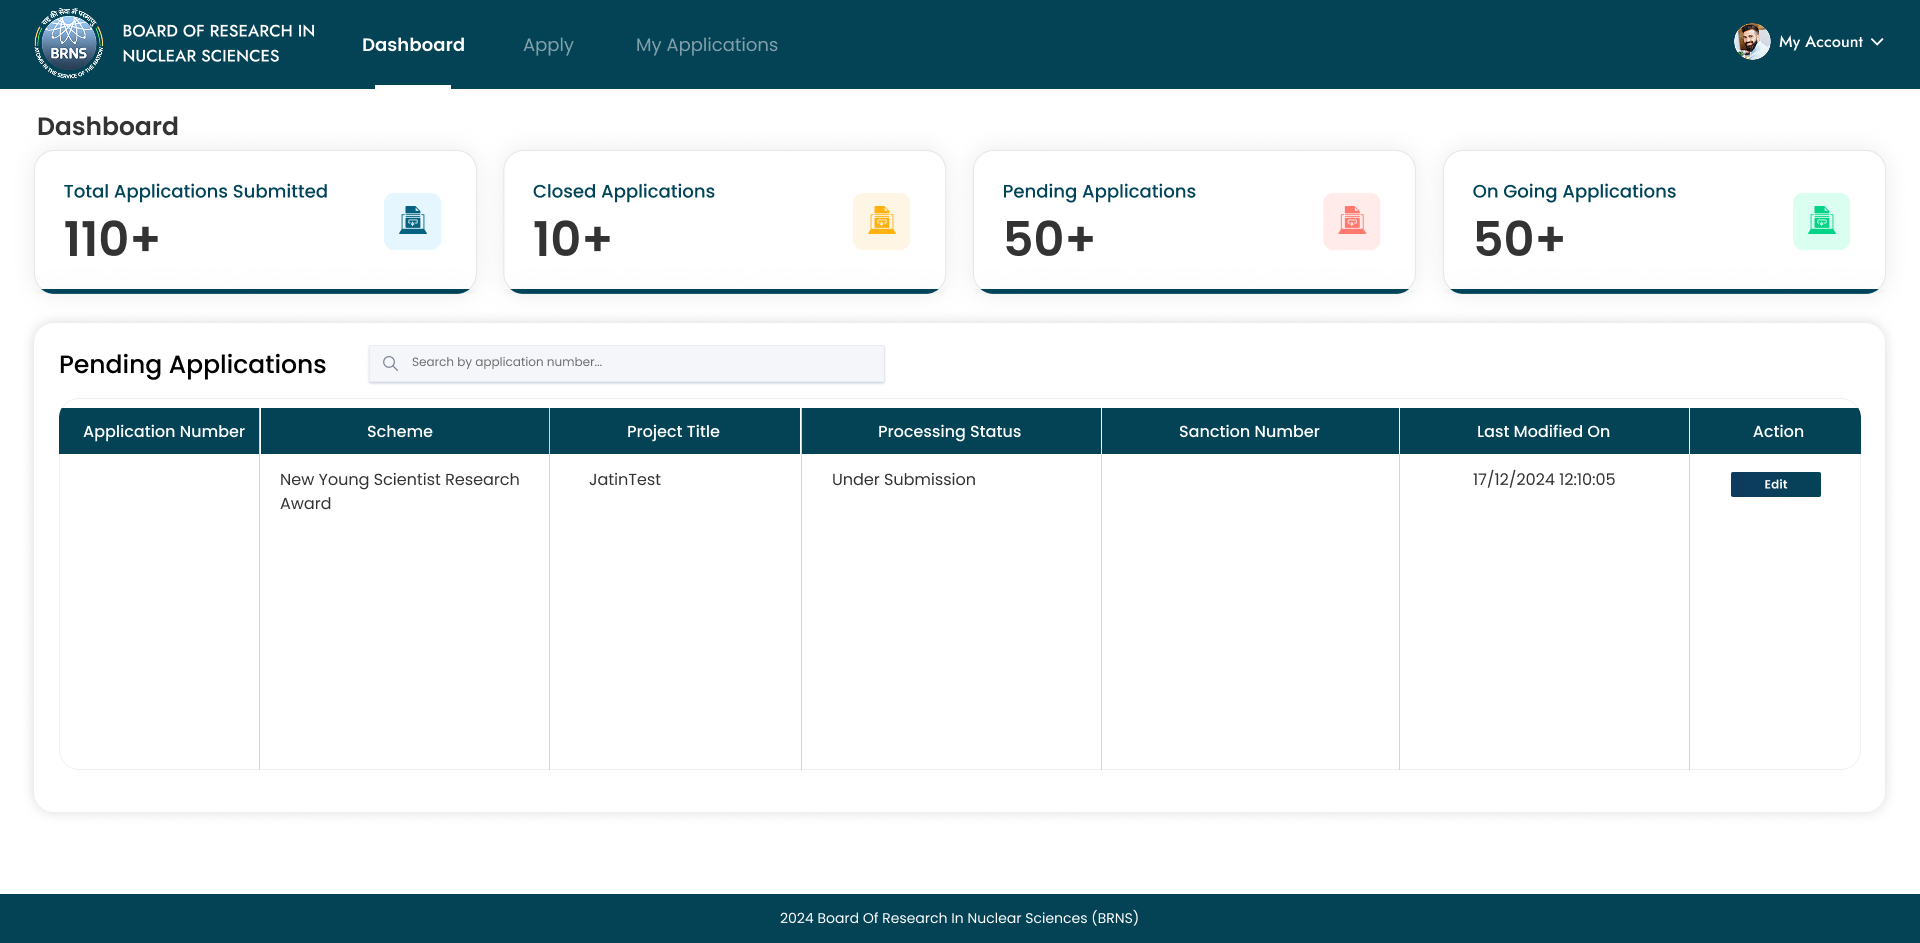 BRNS
BOARD OF RESEARCH IN
NUCLEAR SCIENCES
Dashboard
Apply
My Applications
My Account
Dashboard
Total Applications Submitted
110+
Closed Applications
10+
Pending Applications
50+
On Going Applications
50+
Pending Applications
Search by application number...
Application Number
Scheme
Project Title
Processing Status
Sanction Number
Last Modified On
Action
New Young Scientist Research
Award
JatinTest
Under Submission
17/12/2024 12:10:05
Edit
2024 Board Of Research In Nuclear Sciences (BRNS)